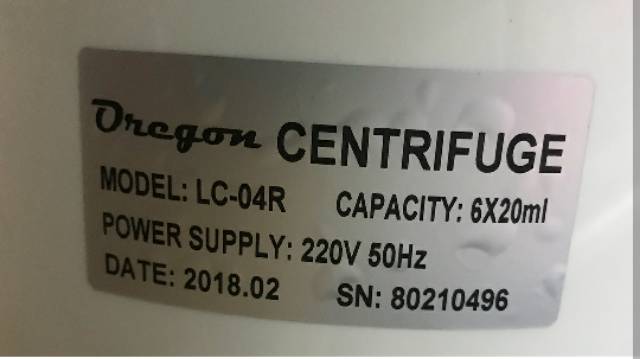 Oregon CENTRIFUGE
MODEL: LC-04R CAPACITY: 6X20ml
POWER SUPPLY: 220V 50Hz
DATE: 2018.02 SN: 80210496